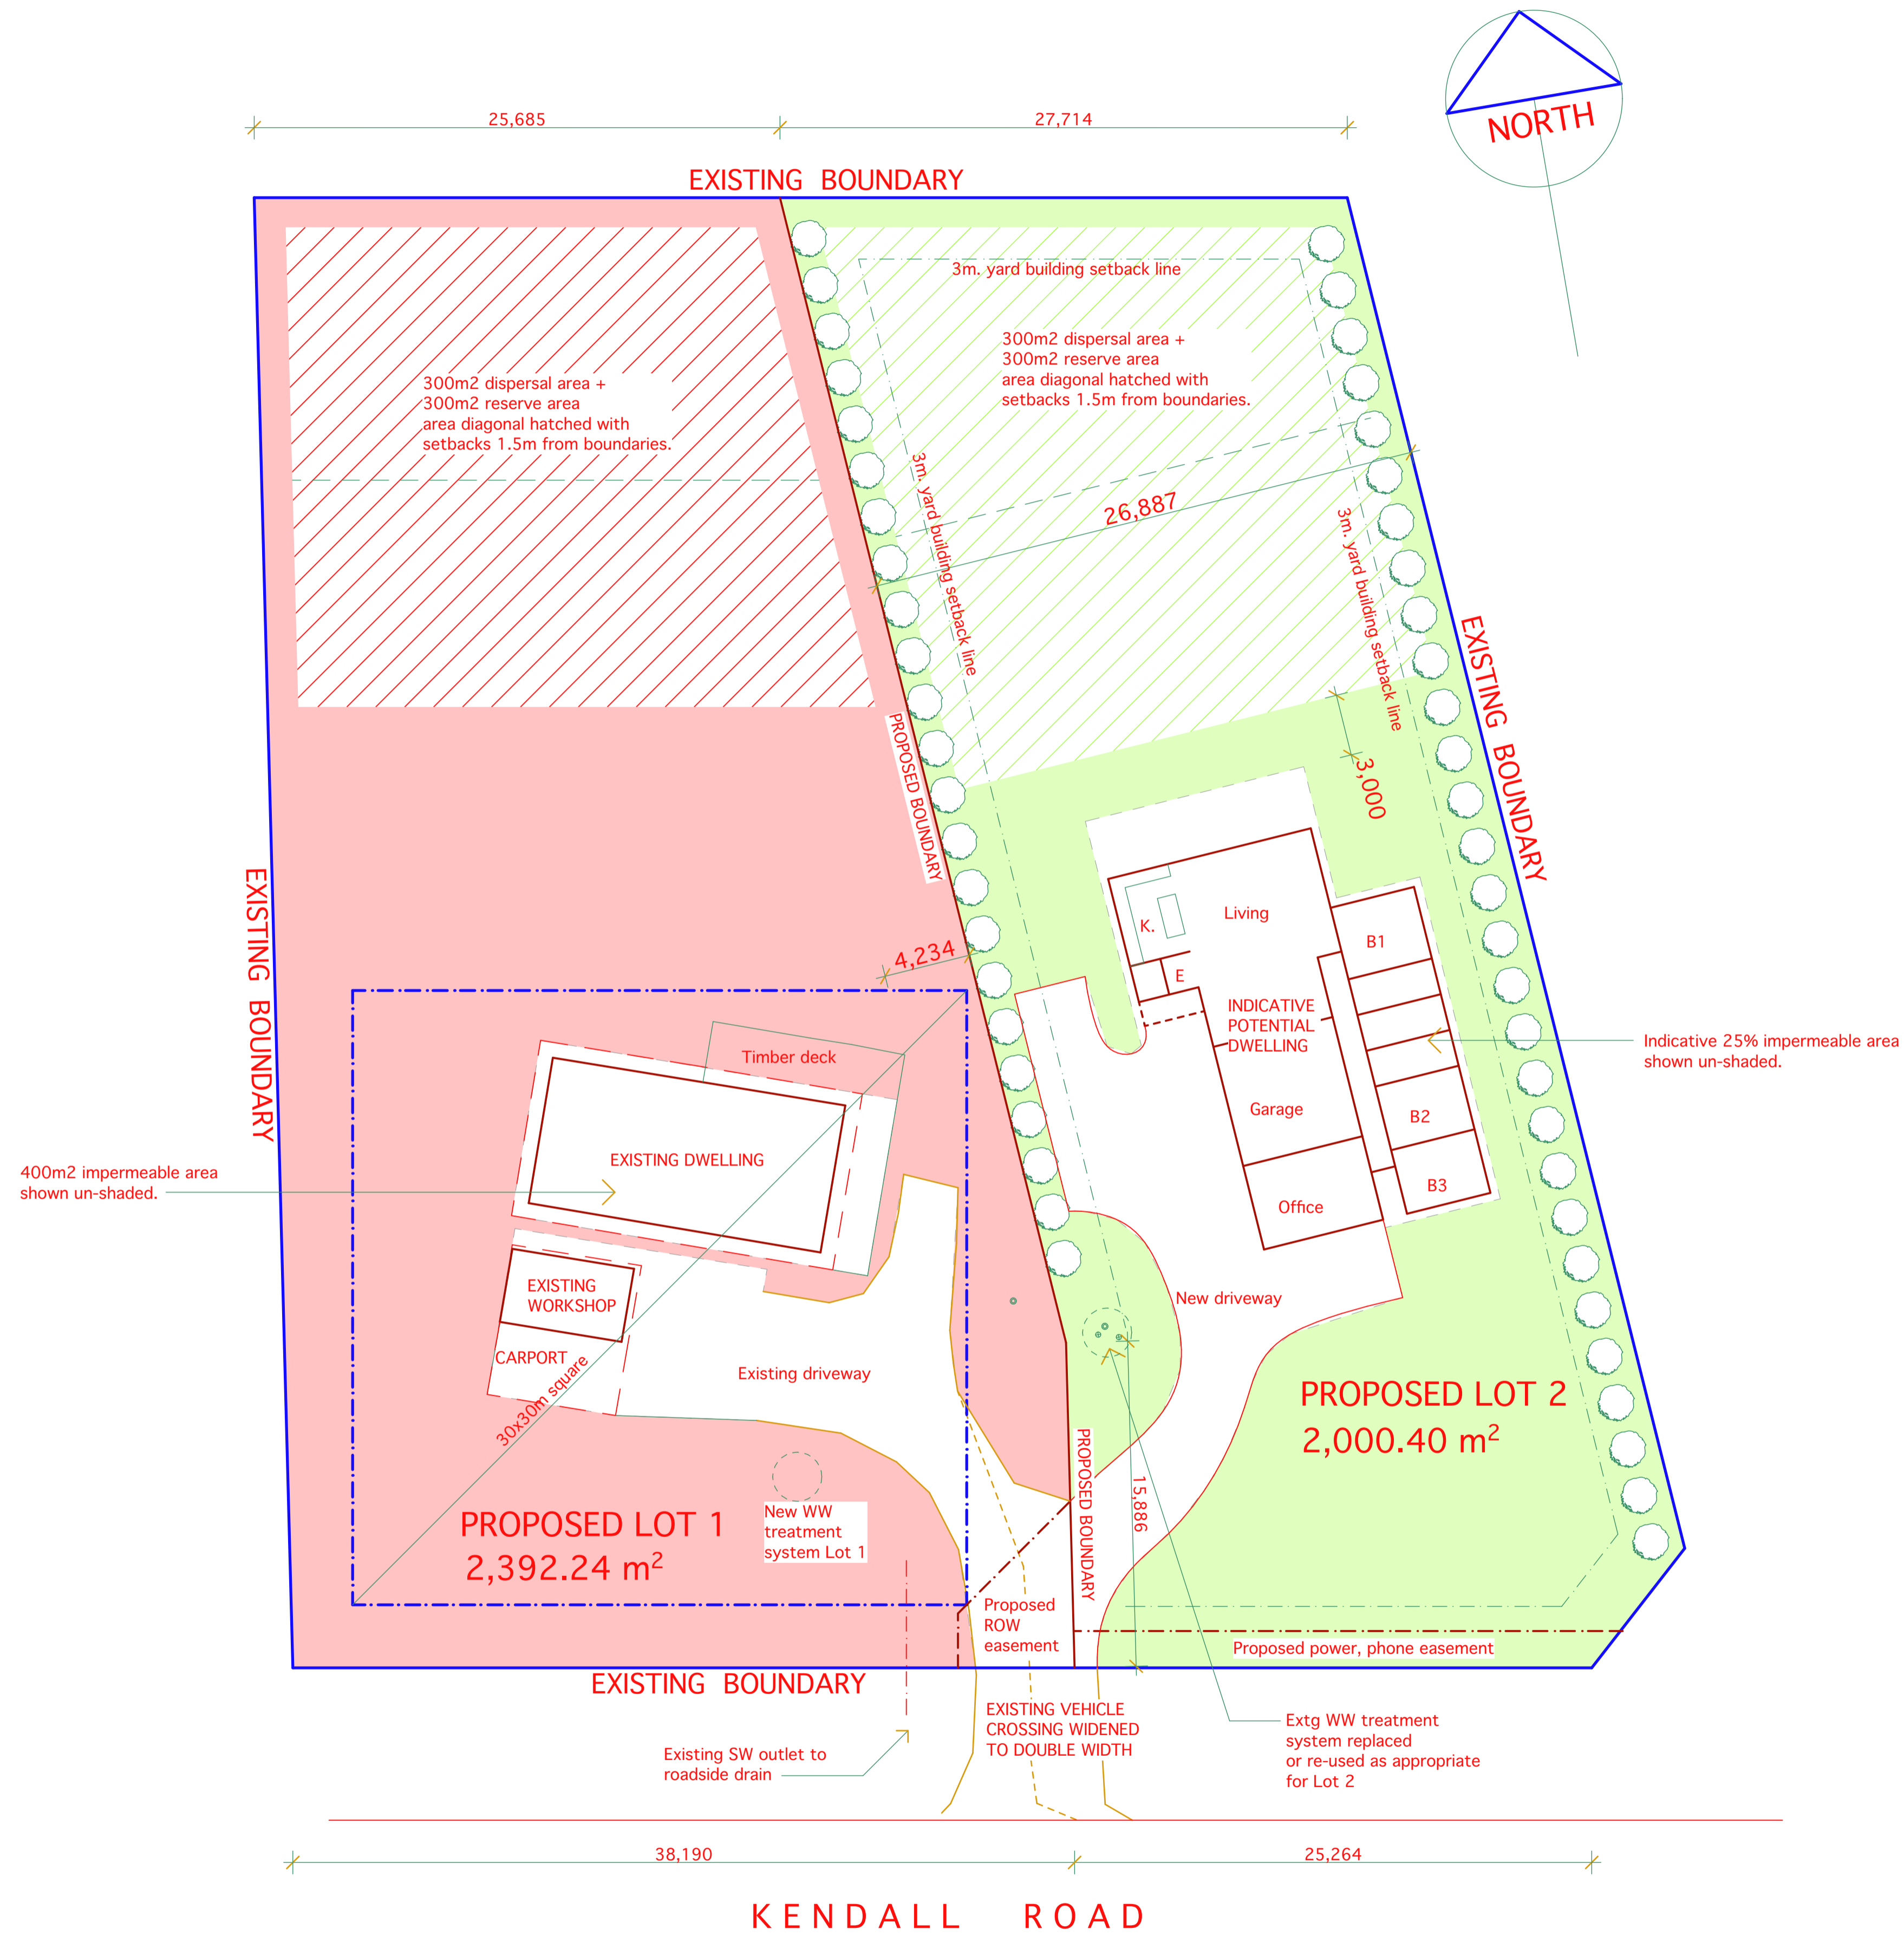 NORTH
25,685
27,714
EXISTING BOUNDARY
3m. yard building setback line
300m2 dispersal area +
300m2 reserve area
area diagonal hatched with
setbacks 1.5m from boundaries.
300m2 dispersal area +
300m2 reserve area
area diagonal hatched with
setbacks 1.5m from boundaries.
3m. yard building setback line
26,887
3m. yard building setback line
EXISTING BOUNDARY
PROPOSED BOUNDARY
3,000
EXISTING BOUNDARY
4,234
K.
Living
B1
E
INDICATIVE
POTENTIAL
DWELLING
Indicative 25% impermeable area
shown un-shaded.
Timber deck
Garage
B2
EXISTING DWELLING
400m2 impermeable area
shown un-shaded.
B3
Office
EXISTING
WORKSHOP
New driveway
CARPORT
30x30m square
Existing driveway
PROPOSED LOT 2
2,000.40 m²
PROPOSED BOUNDARY
15,886
PROPOSED LOT 1
2,392.24 m²
New WW
treatment
system Lot 1
Proposed
ROW
easement
Proposed power, phone easement
EXISTING BOUNDARY
EXISTING VEHICLE
CROSSING WIDENED
TO DOUBLE WIDTH
Extg WW treatment
system replaced
or re-used as appropriate
for Lot 2
Existing SW outlet to
roadside drain
38,190
25,264
KENDALL ROAD